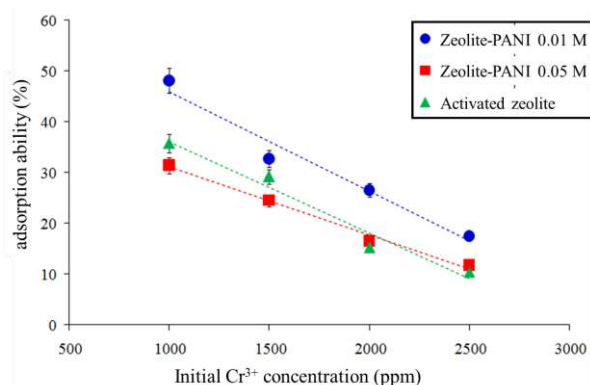 60
50
40
30
20
10
0
adsorption ability (%)
500
1000
1500
2000
2500
3000
Initial Cr³⁺ concentration (ppm)
Zeolite-PANI 0.01 M
Zeolite-PANI 0.05 M
Activated zeolite